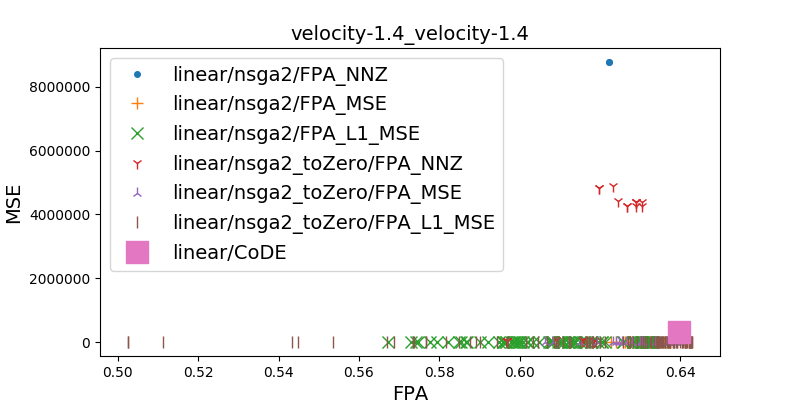 velocity-1.4_velocity-1.4
MSE
8000000
6000000
4000000
2000000
0
linear/nsga2/FPA_NNZ
linear/nsga2/FPA_MSE
linear/nsga2/FPA_L1_MSE
linear/nsga2_toZero/FPA_NNZ
linear/nsga2_toZero/FPA_MSE
linear/nsga2_toZero/FPA_L1_MSE
linear/CoDE
0.50 0.52 0.54 0.56 0.58 0.60 0.62 0.64
FPA